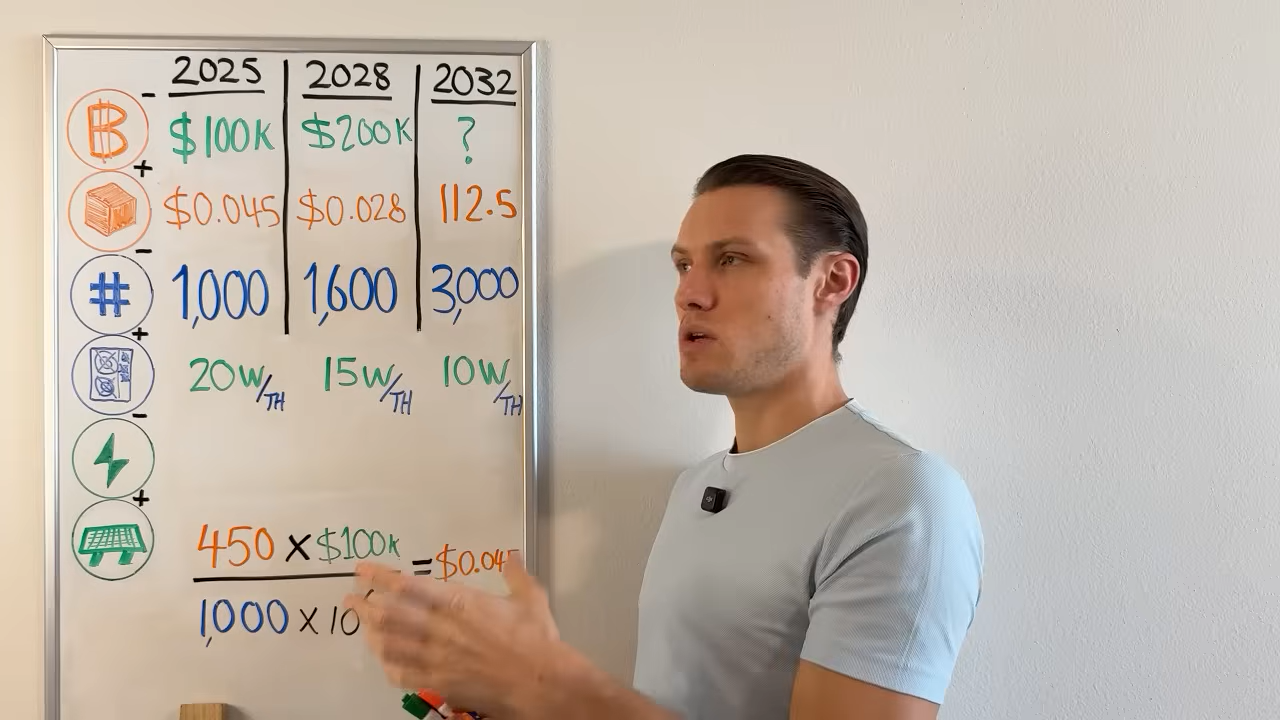 2025 2028 2032
$100K $200K ?
$0.045 $0.028 112.5
# 1,000 1,600 3,000
20W/TH 15W/TH 10W/TH
450 x $100K = $0.045
1,000 x 10